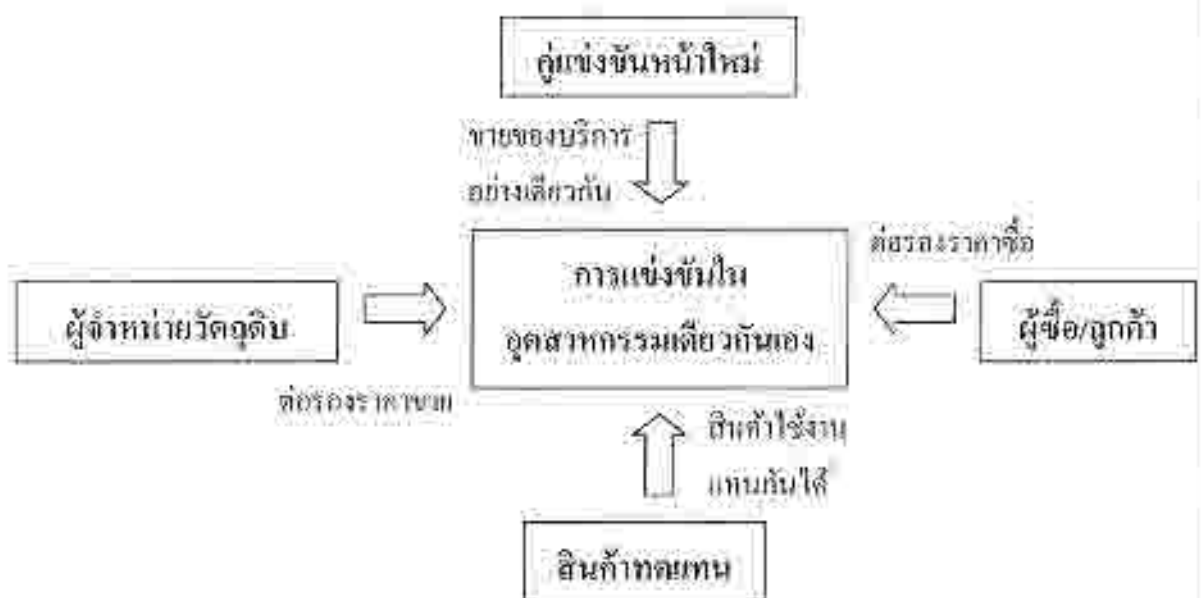 คู่แข่งขันหน้าใหม่
ขายของบริการ
อย่างเดียวกัน
ต่อรองราคาซื้อ
การแข่งขันใน
อุตสาหกรรมเดียวกันเอง
ผู้จำหน่ายวัตถุดิบ
ผู้ซื้อ/ลูกค้า
ต่อรองราคาขาย
สินค้าใช้งาน
แทนกันได้
สินค้าทดแทน